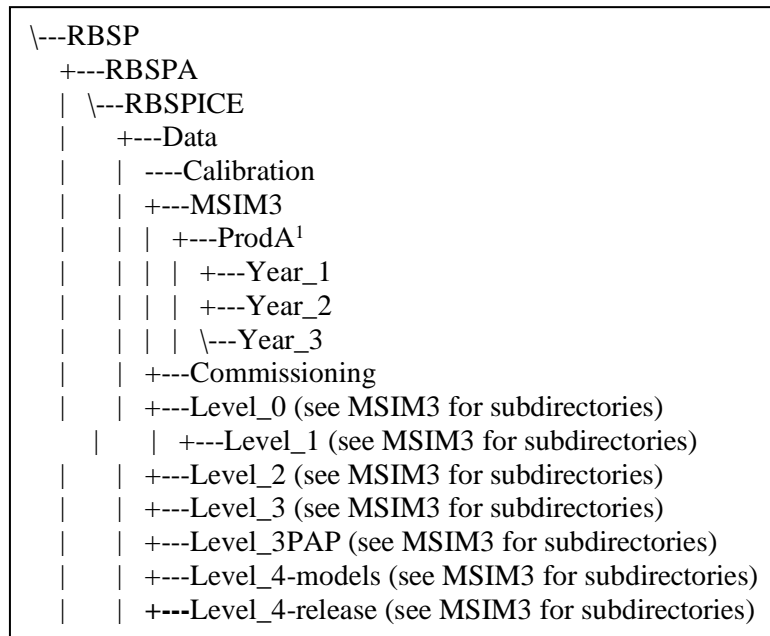 \---RBSP
+---RBSPA
| \---RBSPICE
| +---Data
| | ----Calibration
| | +---MSIM3
| | | +---ProdA¹
| | | | +---Year_1
| | | | +---Year_2
| | | | \---Year_3
| | +---Commissioning
| | +---Level_0 (see MSIM3 for subdirectories)
| | +---Level_1 (see MSIM3 for subdirectories)
| | +---Level_2 (see MSIM3 for subdirectories)
| | +---Level_3 (see MSIM3 for subdirectories)
| | +---Level_3PAP (see MSIM3 for subdirectories)
| | +---Level_4-models (see MSIM3 for subdirectories)
| | +---Level_4-release (see MSIM3 for subdirectories)